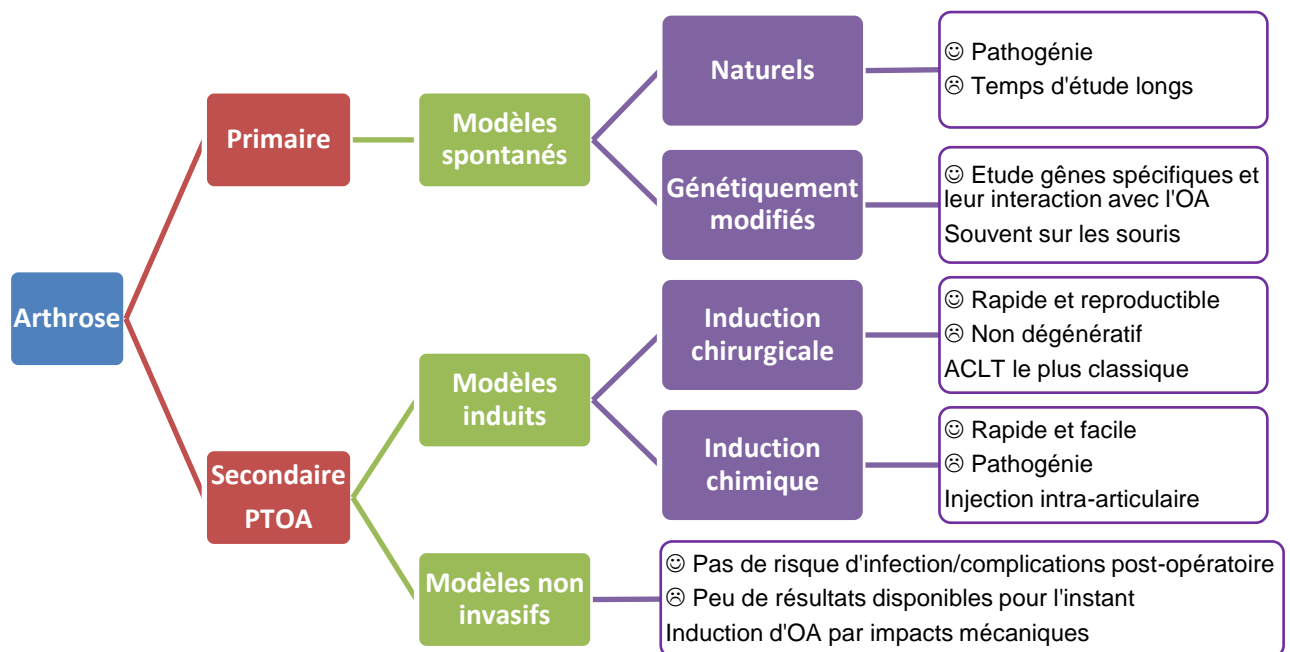 Arthrose
Primaire
Modèles
spontanés
Naturels
☺ Pathogénie
☹ Temps d'étude longs
Génétiquement
modifiés
☺ Etude gênes spécifiques et
leur interaction avec l'OA
Souvent sur les souris
Secondaire
PTOA
Modèles
induits
Induction
chirurgicale
☺ Rapide et reproductible
☹ Non dégénératif
ACLT le plus classique
Induction
chimique
☺ Rapide et facile
☹ Pathogénie
Injection intra-articulaire
Modèles non
invasifs
☺ Pas de risque d'infection/complications post-opératoire
☹ Peu de résultats disponibles pour l'instant
Induction d'OA par impacts mécaniques